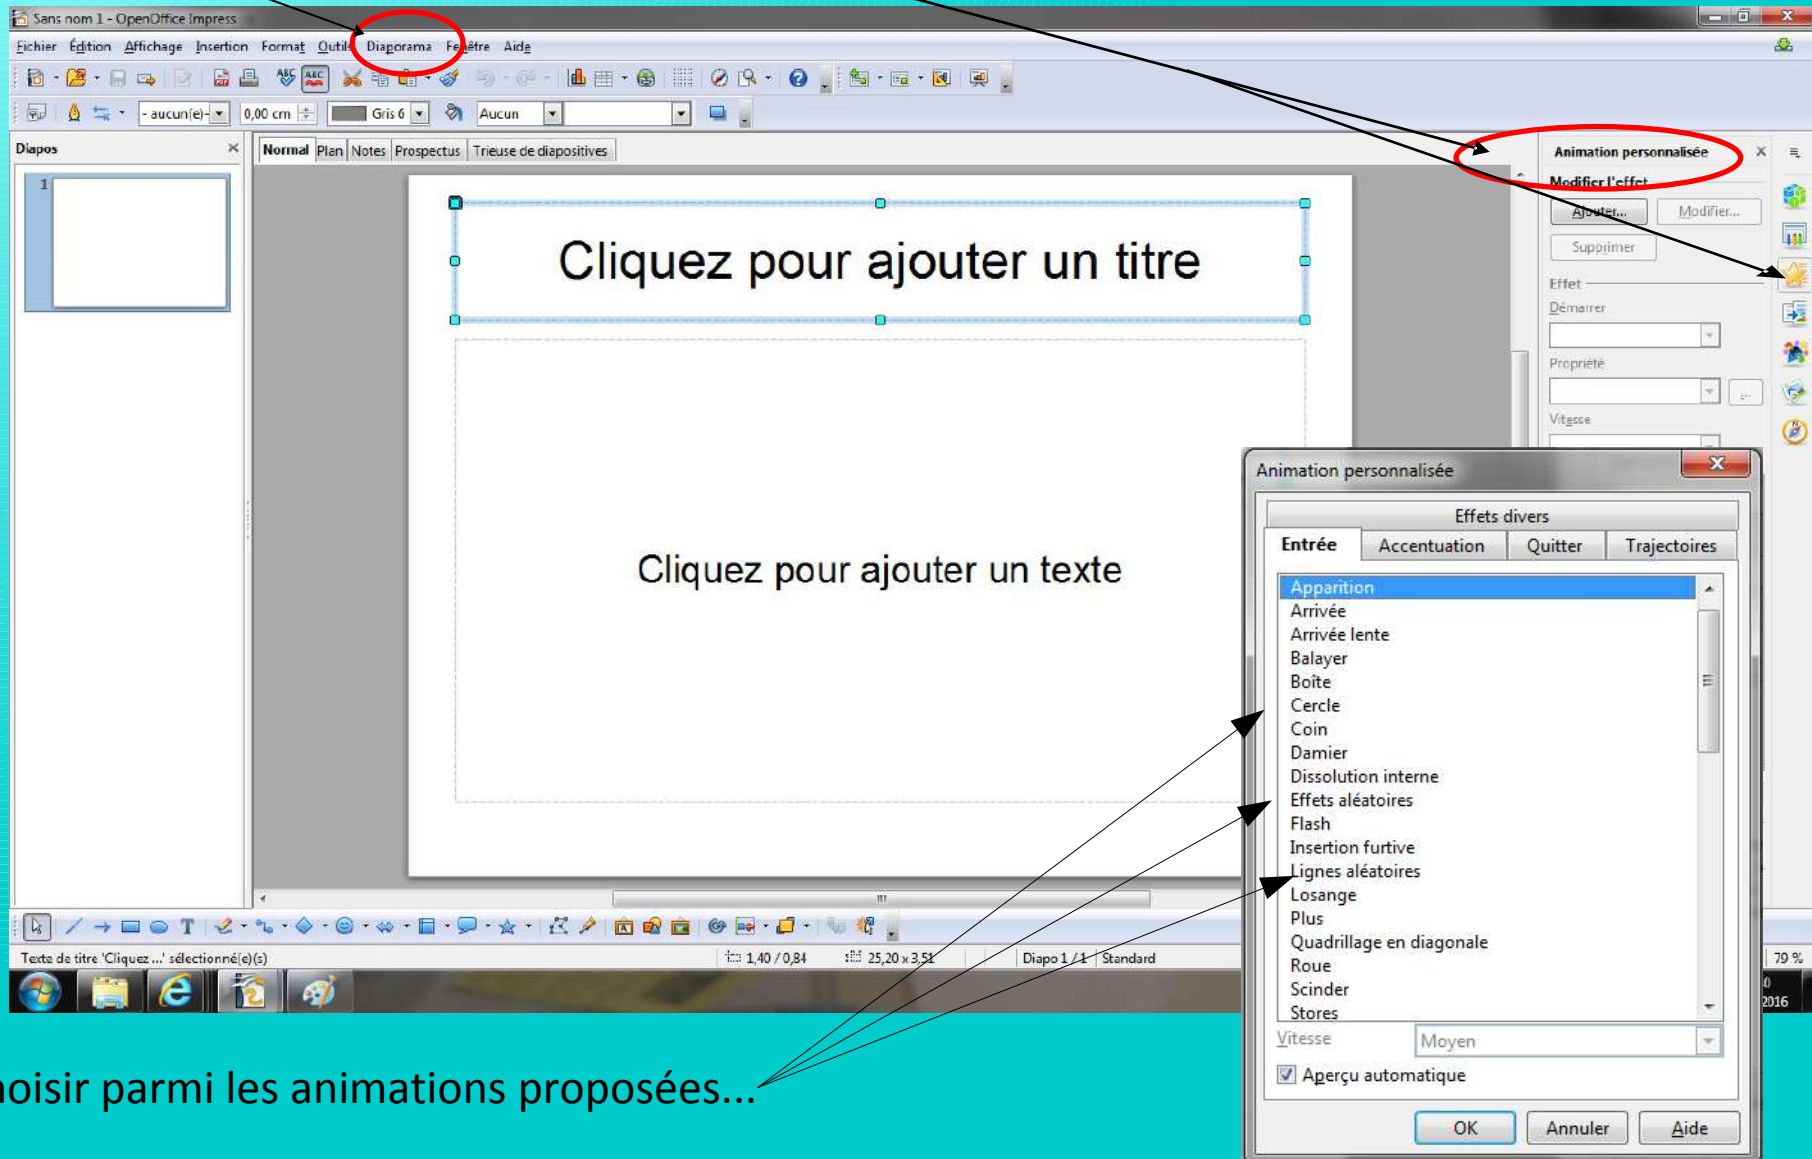 Sans nom 1 - OpenOffice Impress
Fichier Édition Affichage Insertion Format Outils Diaporama Fenêtre Aide
- aucun(e)- 0,00 cm Gris 6 Aucun
Diapos
Normal Plan Notes Prospectus Trieuse de diapositives
1
Cliquez pour ajouter un titre
Cliquez pour ajouter un texte
Animation personnalisée
Modifier l'effet
Ajouter... Modifier...
Supprimer
Effet
Démarrer
Propriété
Vitesse
Animation personnalisée
Effets divers
Entrée Accentuation Quitter Trajectoires
Apparition
Arrivée
Arrivée lente
Balayer
Boîte
Cercle
Coin
Damier
Dissolution interne
Effets aléatoires
Flash
Insertion furtive
Lignes aléatoires
Losange
Plus
Quadrillage en diagonale
Roue
Scinder
Stores
Vitesse Moyen
Aperçu automatique
OK Annuler Aide
Texte de titre 'Cliquez ...' sélectionné(e)(s) 1,40 / 0,84 25,20 x 3,51 Diapo 1 / 1 Standard 79 %
2016
hoisir parmi les animations proposées...